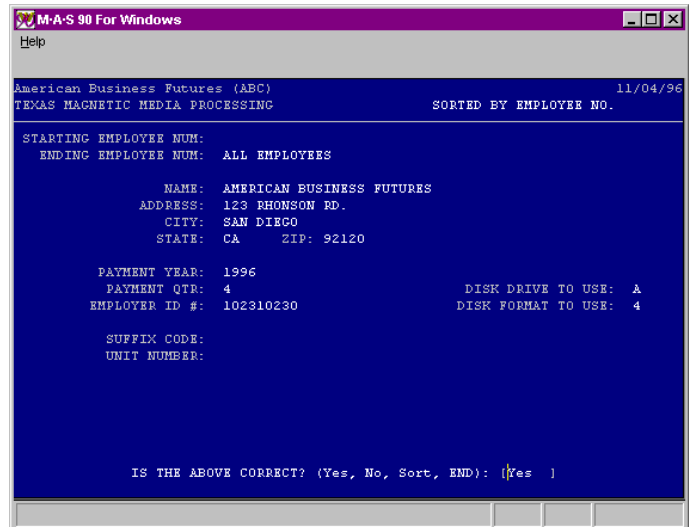 M·A·S 90 For Windows
Help
American Business Futures (ABC) 11/04/96
TEXAS MAGNETIC MEDIA PROCESSING SORTED BY EMPLOYEE NO.
STARTING EMPLOYEE NUM:
ENDING EMPLOYEE NUM: ALL EMPLOYEES
NAME: AMERICAN BUSINESS FUTURES
ADDRESS: 123 RHONSON RD.
CITY: SAN DIEGO
STATE: CA ZIP: 92120
PAYMENT YEAR: 1996
PAYMENT QTR: 4 DISK DRIVE TO USE: A
EMPLOYER ID #: 102310230 DISK FORMAT TO USE: 4
SUFFIX CODE:
UNIT NUMBER:
IS THE ABOVE CORRECT? (Yes, No, Sort, END): [Yes ]